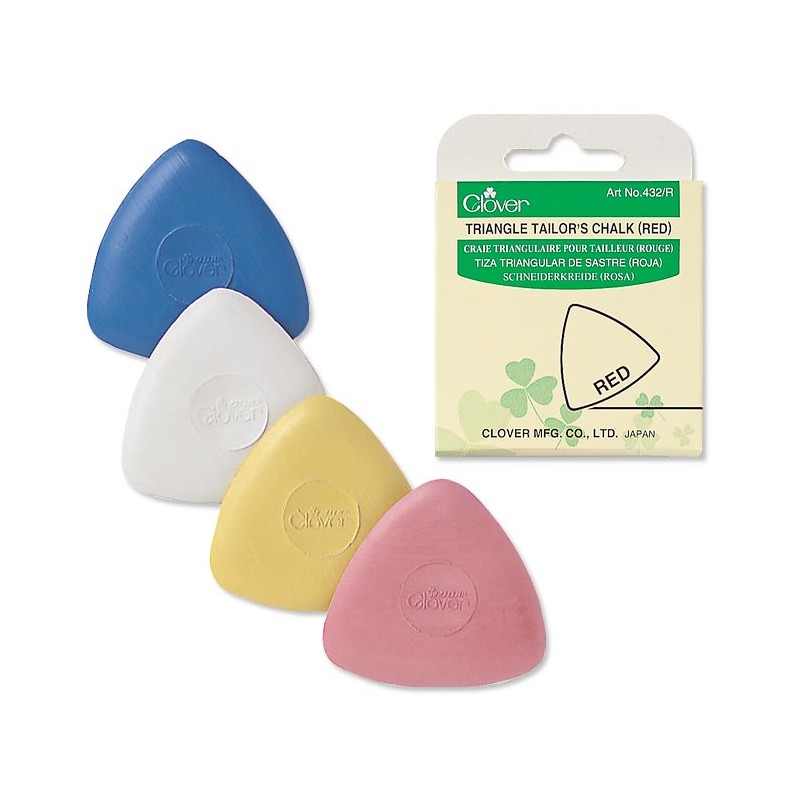 Clover
Art No.432/R
TRIANGLE TAILOR'S CHALK (RED)
CRAIE TRIANGULAIRE POUR TAILLEUR (ROUGE)
TIZA TRIANGULAR DE SASTRE (ROJA)
SCHNEIDERKREIDE (ROSA)
RED
CLOVER MFG. CO., LTD. JAPAN
Clover
Clover
Clover
Clover